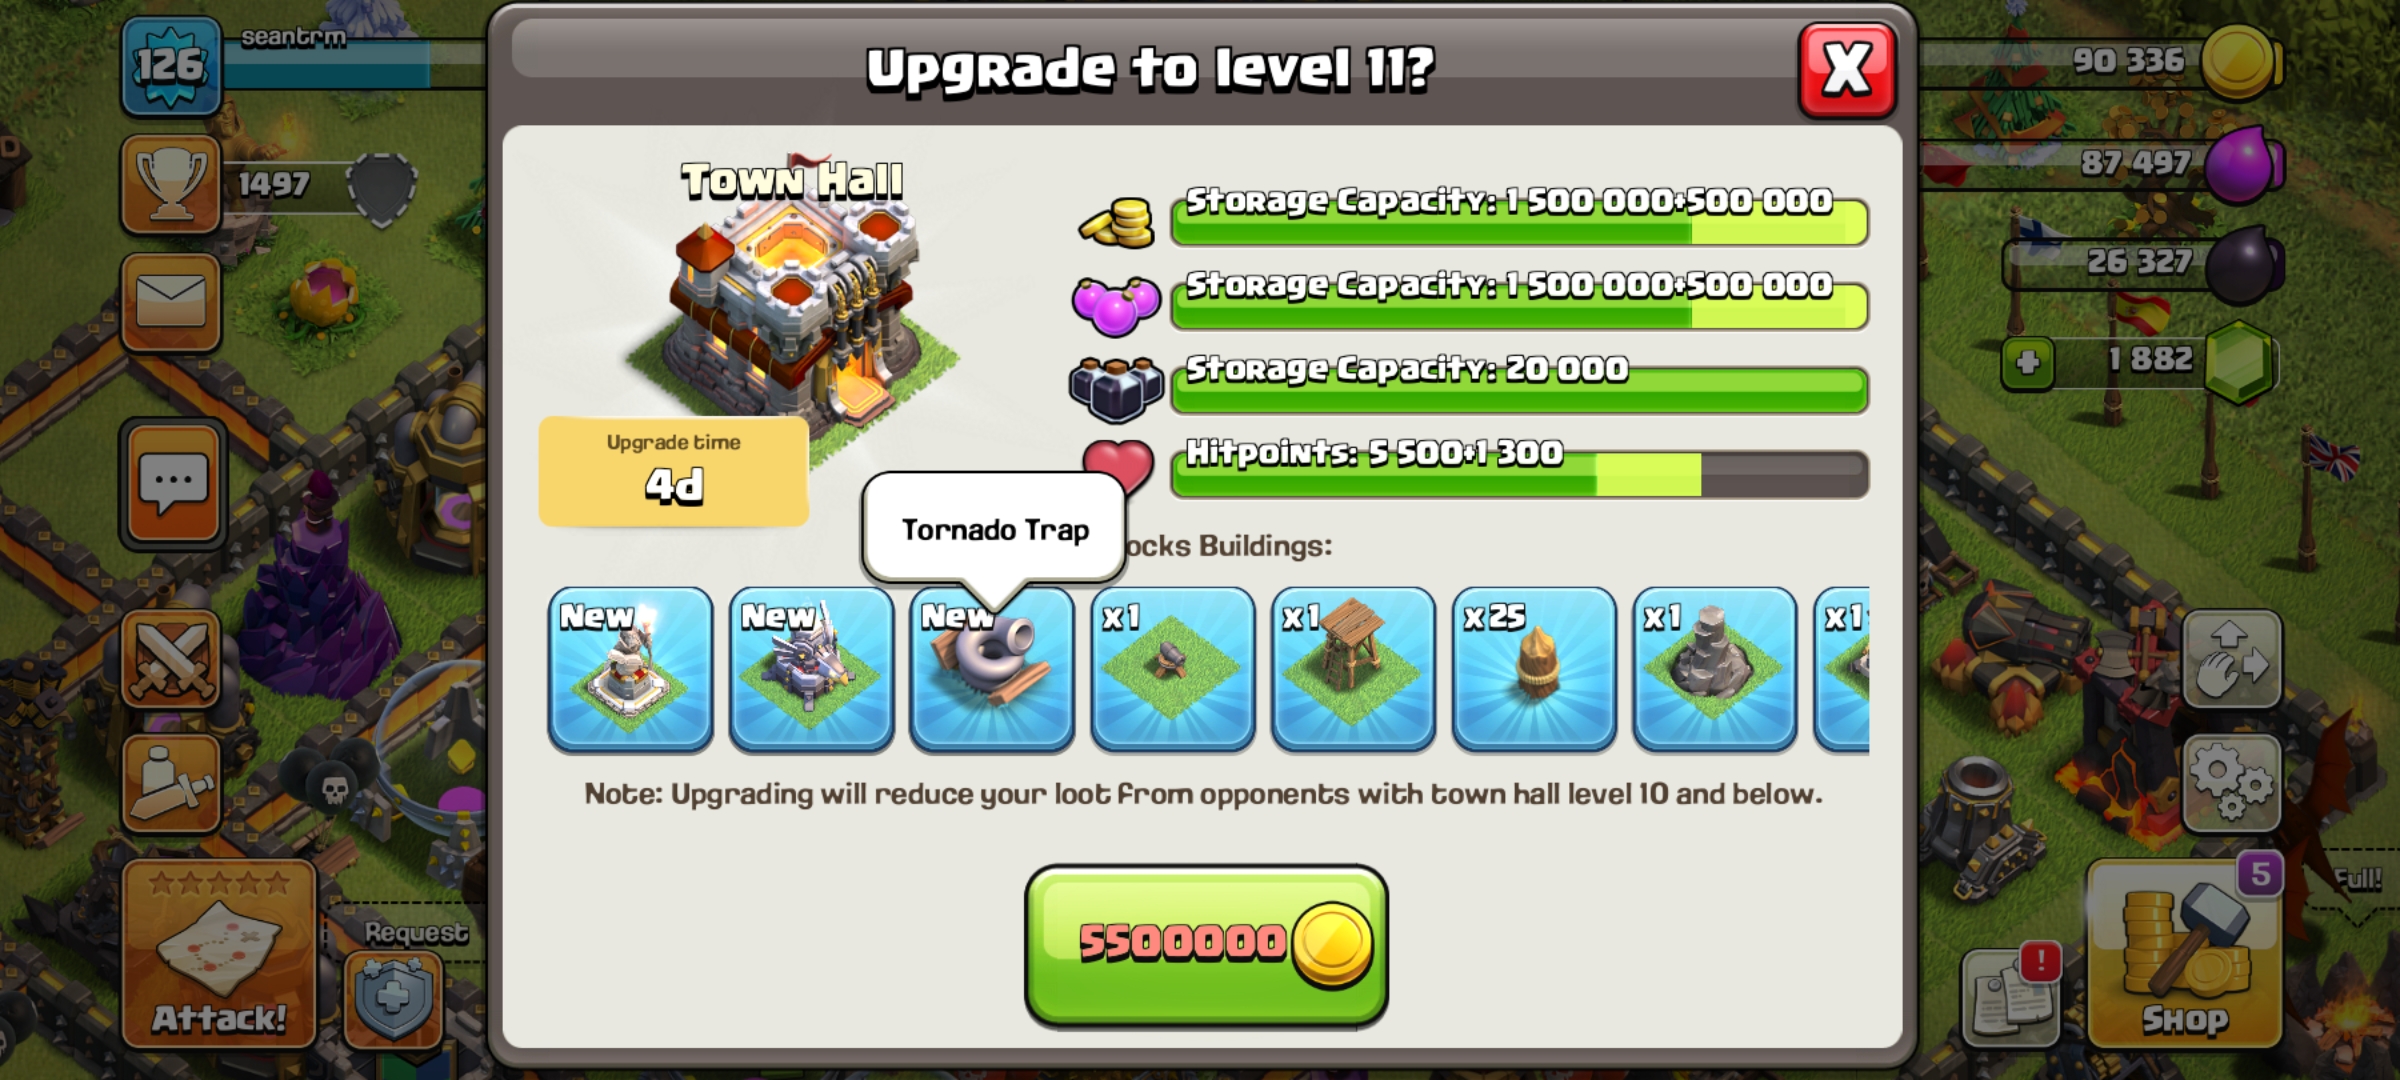 126
seantrm
1497
Request
Attack!
Upgrade to level 11?
X
Town Hall
Upgrade time
4d
Storage Capacity: 1 500 000+500 000
Storage Capacity: 1 500 000+500 000
Storage Capacity: 20 000
Hitpoints: 5 500+1 300
Tornado Trap
Buildings:
New
New
New
x1
x1
x25
x1
x1
Note: Upgrading will reduce your loot from opponents with town hall level 10 and below.
5500000
90 336
87 497
26 327
1 882
5
Full!
!
Shop